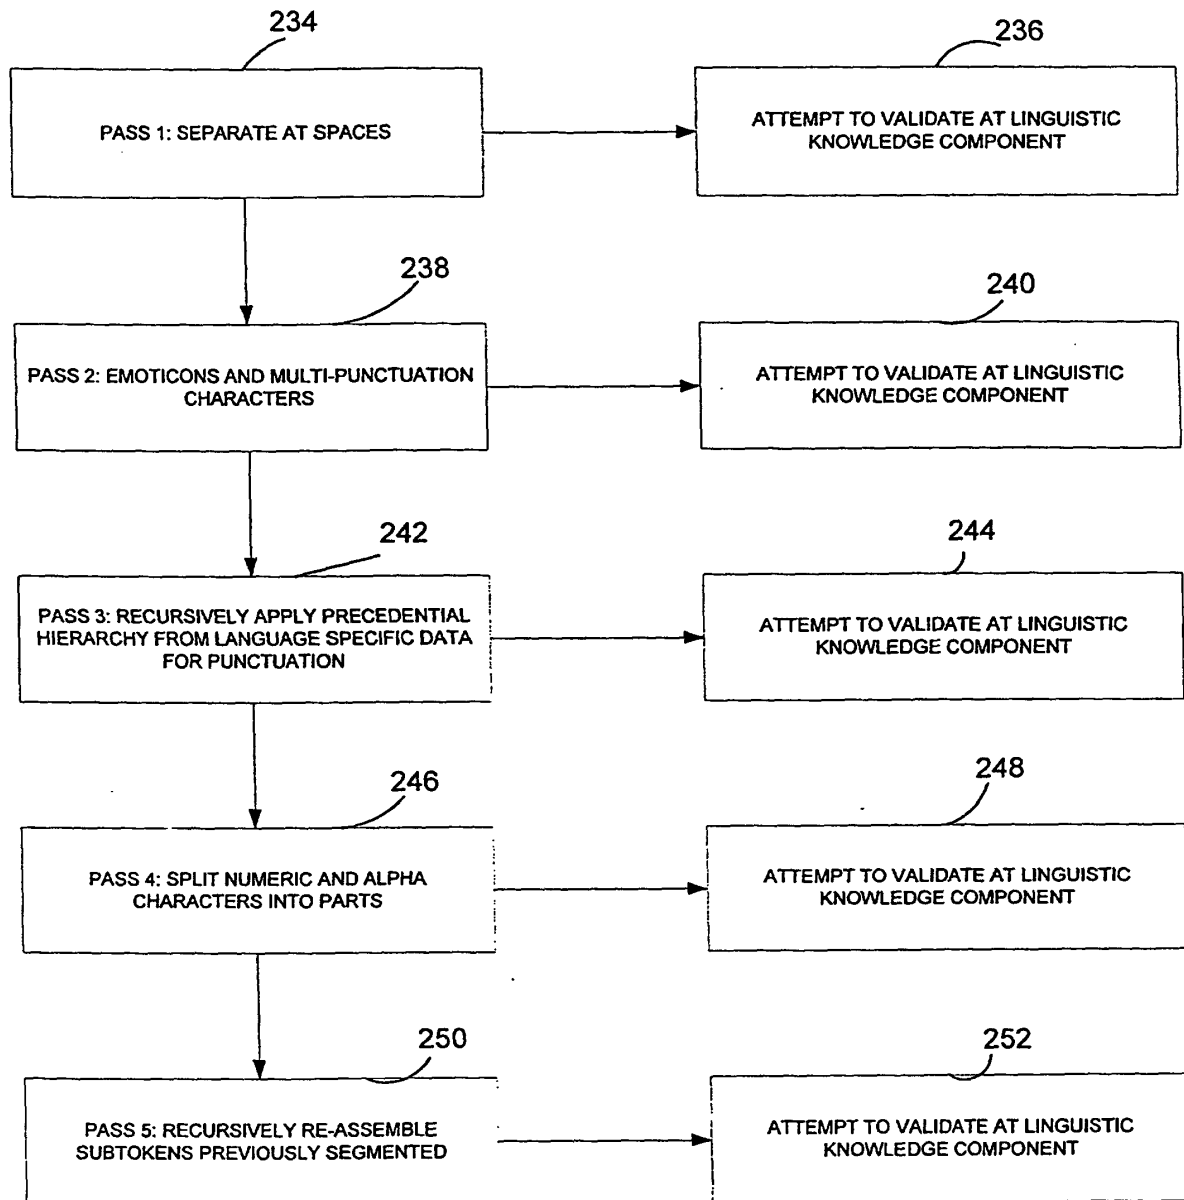 234
236
PASS 1: SEPARATE AT SPACES
ATTEMPT TO VALIDATE AT LINGUISTIC
KNOWLEDGE COMPONENT
238
240
PASS 2: EMOTICONS AND MULTI-PUNCTUATION
CHARACTERS
ATTEMPT TO VALIDATE AT LINGUISTIC
KNOWLEDGE COMPONENT
242
244
PASS 3: RECURSIVELY APPLY PRECEDENTIAL
HIERARCHY FROM LANGUAGE SPECIFIC DATA
FOR PUNCTUATION
ATTEMPT TO VALIDATE AT LINGUISTIC
KNOWLEDGE COMPONENT
246
248
PASS 4: SPLIT NUMERIC AND ALPHA
CHARACTERS INTO PARTS
ATTEMPT TO VALIDATE AT LINGUISTIC
KNOWLEDGE COMPONENT
250
252
PASS 5: RECURSIVELY RE-ASSEMBLE
SUBTOKENS PREVIOUSLY SEGMENTED
ATTEMPT TO VALIDATE AT LINGUISTIC
KNOWLEDGE COMPONENT